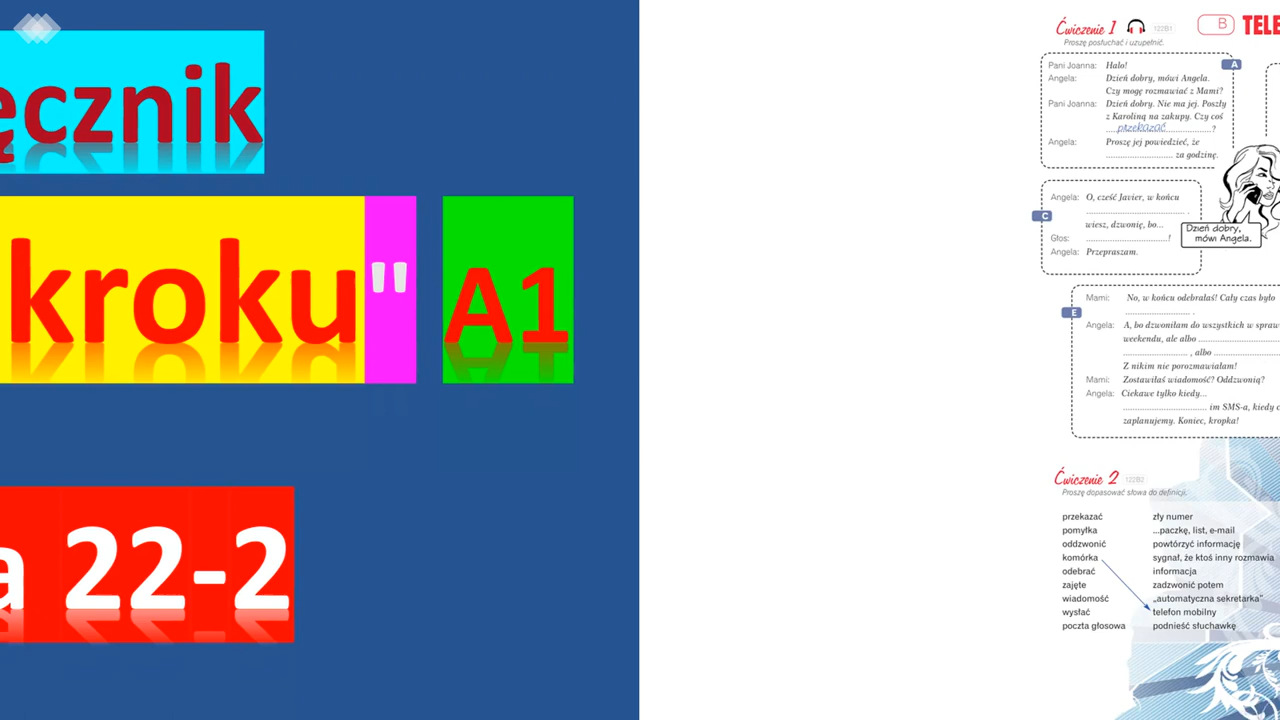 ęcznik
kroku" A1
a 22-2
Ćwiczenie 1 122B1 B TELE
Proszę posłuchać i uzupełnić.
A
Pani Joanna: Halo!
Angela: Dzień dobry, mówi Angela.
Czy mogę rozmawiać z Mami?
Pani Joanna: Dzień dobry. Nie ma jej. Poszły
z Karoliną na zakupy. Czy coś
przekazać ?
Angela: Proszę jej powiedzieć, że
.............................. za godzinę.
C
Angela: O, cześć Javier, w końcu
.............................. .
wiesz, dzwonię, bo...
Głos: ..............................!
Angela: Przepraszam.
Dzień dobry,
mówi Angela.
E
Mami: No, w końcu odebrałaś! Cały czas było
.............................. .
Angela: A, bo dzwoniłam do wszystkich w spraw
weekendu, ale albo ..............................
.............................. , albo ..............................
Z nikim nie porozmawiałam!
Mami: Zostawiłaś wiadomość? Oddzwonią?
Angela: Ciekawe tylko kiedy...
.............................. im SMS-a, kiedy c
zaplanujemy. Koniec, kropka!
Ćwiczenie 2 122B2
Proszę dopasować słowa do definicji.
przekazać zły numer
pomyłka ...paczkę, list, e-mail
oddzwonić powtórzyć informację
komórka sygnał, że ktoś inny rozmawia
odebrać informacja
zajęte zadzwonić potem
wiadomość „automatyczna sekretarka"
wysłać telefon mobilny
poczta głosowa podnieść słuchawkę